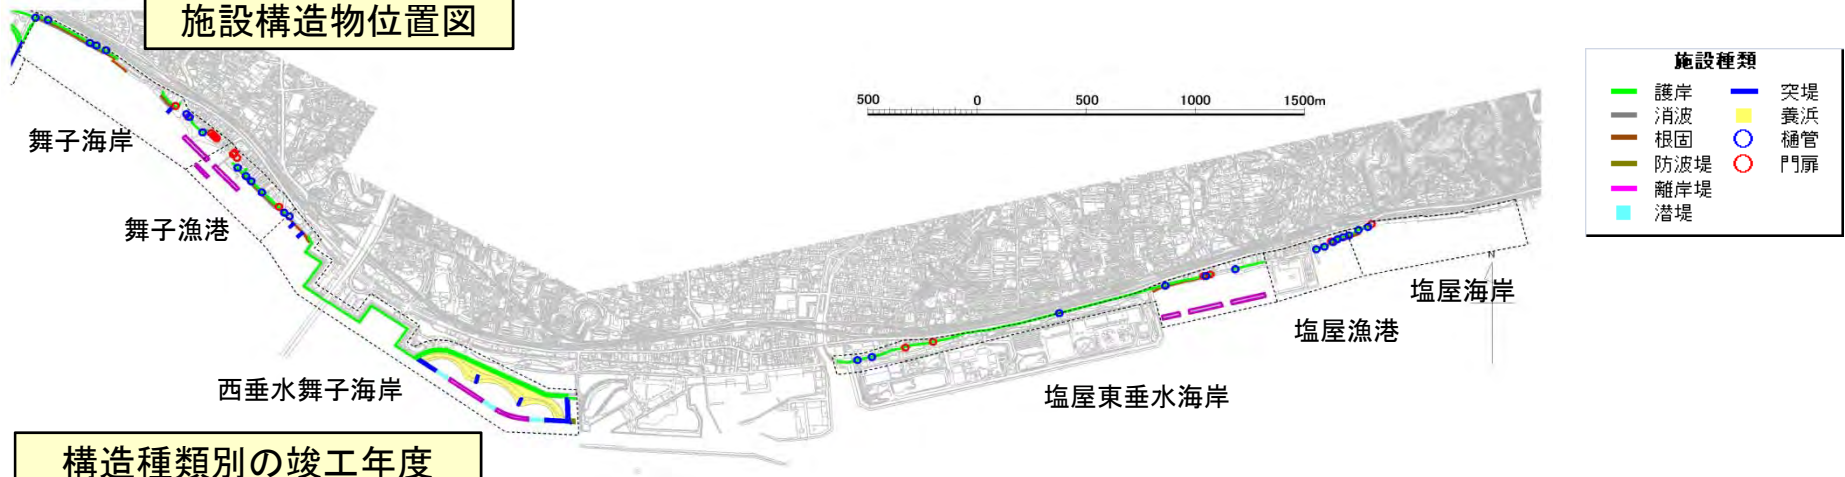 施設構造物位置図
500 0 500 1000 1500m
施設種類
護岸 突堤
消波 養浜
根固 樋管
防波堤 門扉
離岸堤
潜堤
舞子海岸
舞子漁港
西垂水舞子海岸
塩屋東垂水海岸
塩屋漁港
塩屋海岸
N
構造種類別の竣工年度